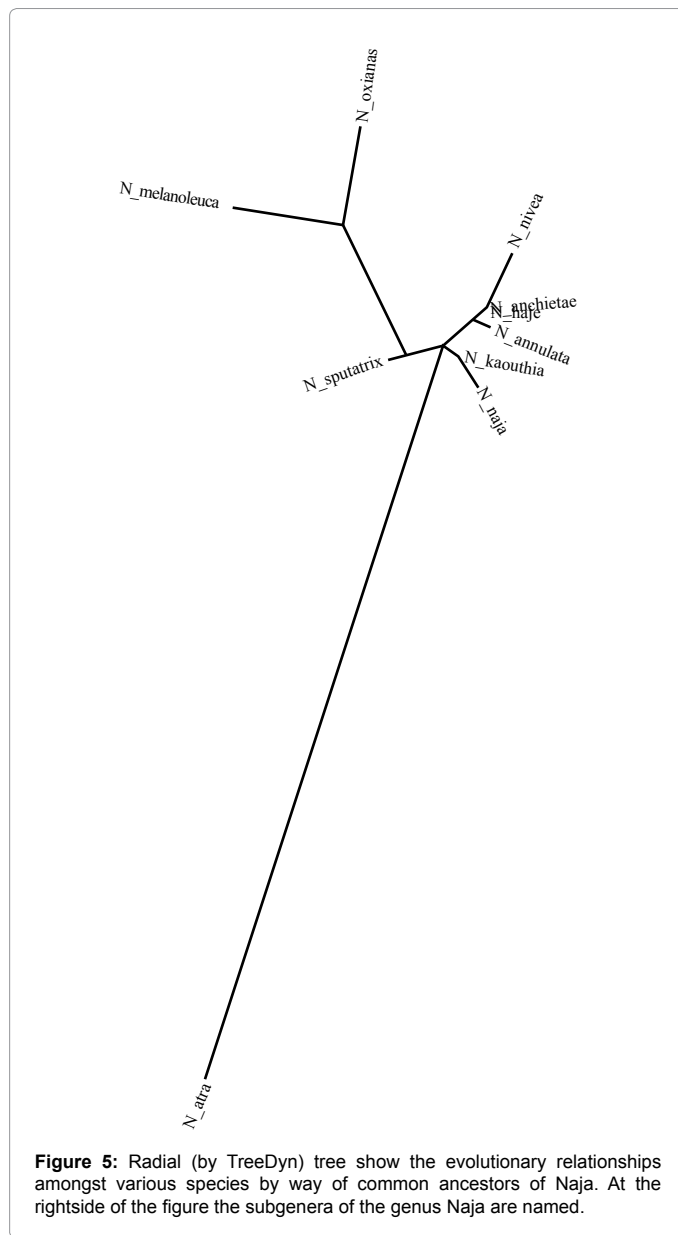 N_oxianas
N_melanoleuca
N_nivea
N_anchietae
N_haje
N_annulata
N_sputatrix
N_kaouthia
N_naja
N_atra
Figure 5: Radial (by TreeDyn) tree show the evolutionary relationships
amongst various species by way of common ancestors of Naja. At the
rightside of the figure the subgenera of the genus Naja are named.